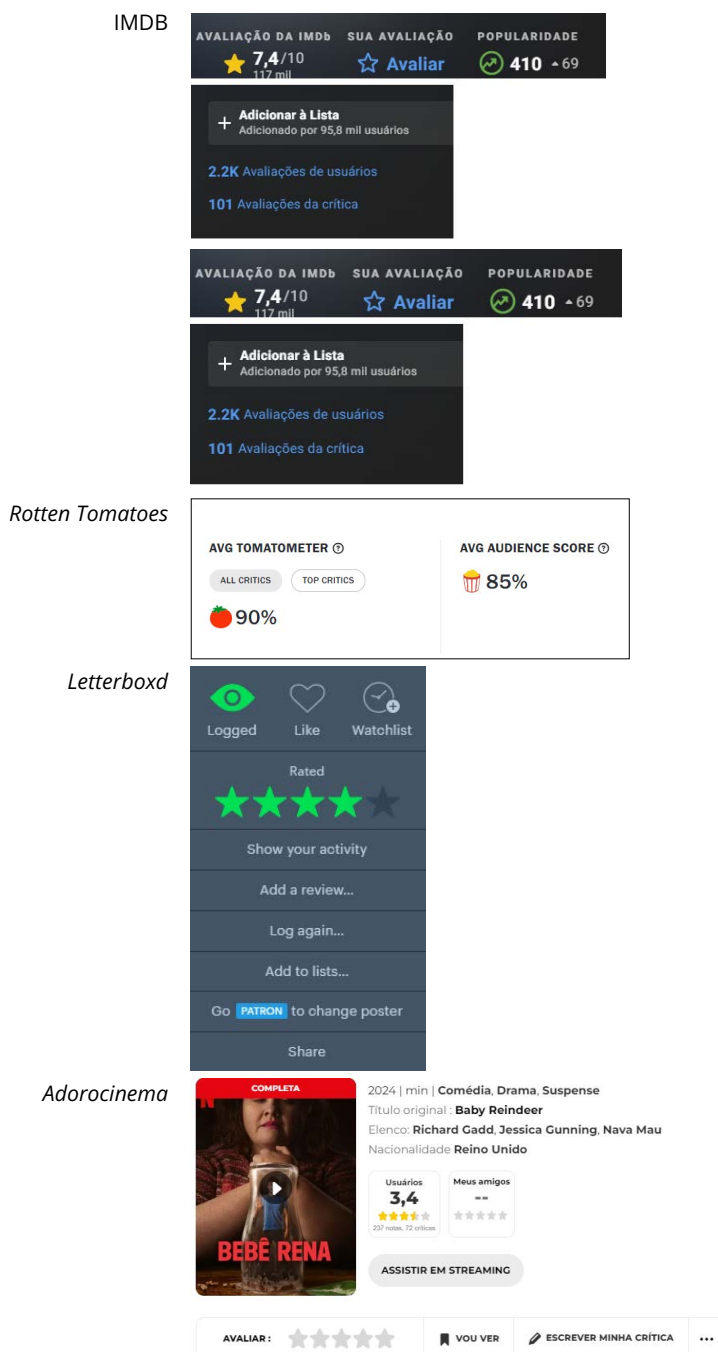 IMDB
AVALIAÇÃO DA IMDb SUA AVALIAÇÃO POPULARIDADE
7,4/10 Avaliar 410 69
117 mil
+ Adicionar à Lista
Adicionado por 95,8 mil usuários
2.2K Avaliações de usuários
101 Avaliações da crítica
AVALIAÇÃO DA IMDb SUA AVALIAÇÃO POPULARIDADE
7,4/10 Avaliar 410 69
117 mil
+ Adicionar à Lista
Adicionado por 95,8 mil usuários
2.2K Avaliações de usuários
101 Avaliações da crítica
Rotten Tomatoes
AVG TOMATOMETER ? AVG AUDIENCE SCORE ?
ALL CRITICS TOP CRITICS 85%
90%
Letterboxd
Logged Like Watchlist
Rated
Show your activity
Add a review...
Log again...
Add to lists...
Go PATRON to change poster
Share
Adorocinema
COMPLETA
N
BEBÊ RENA
2024 | min | Comédia, Drama, Suspense
Título original : Baby Reindeer
Elenco: Richard Gadd, Jessica Gunning, Nava Mau
Nacionalidade Reino Unido
Usuários Meus amigos
3,4 --
237 notas, 72 críticas
ASSISTIR EM STREAMING
AVALIAR : VOU VER ESCREVER MINHA CRÍTICA ...